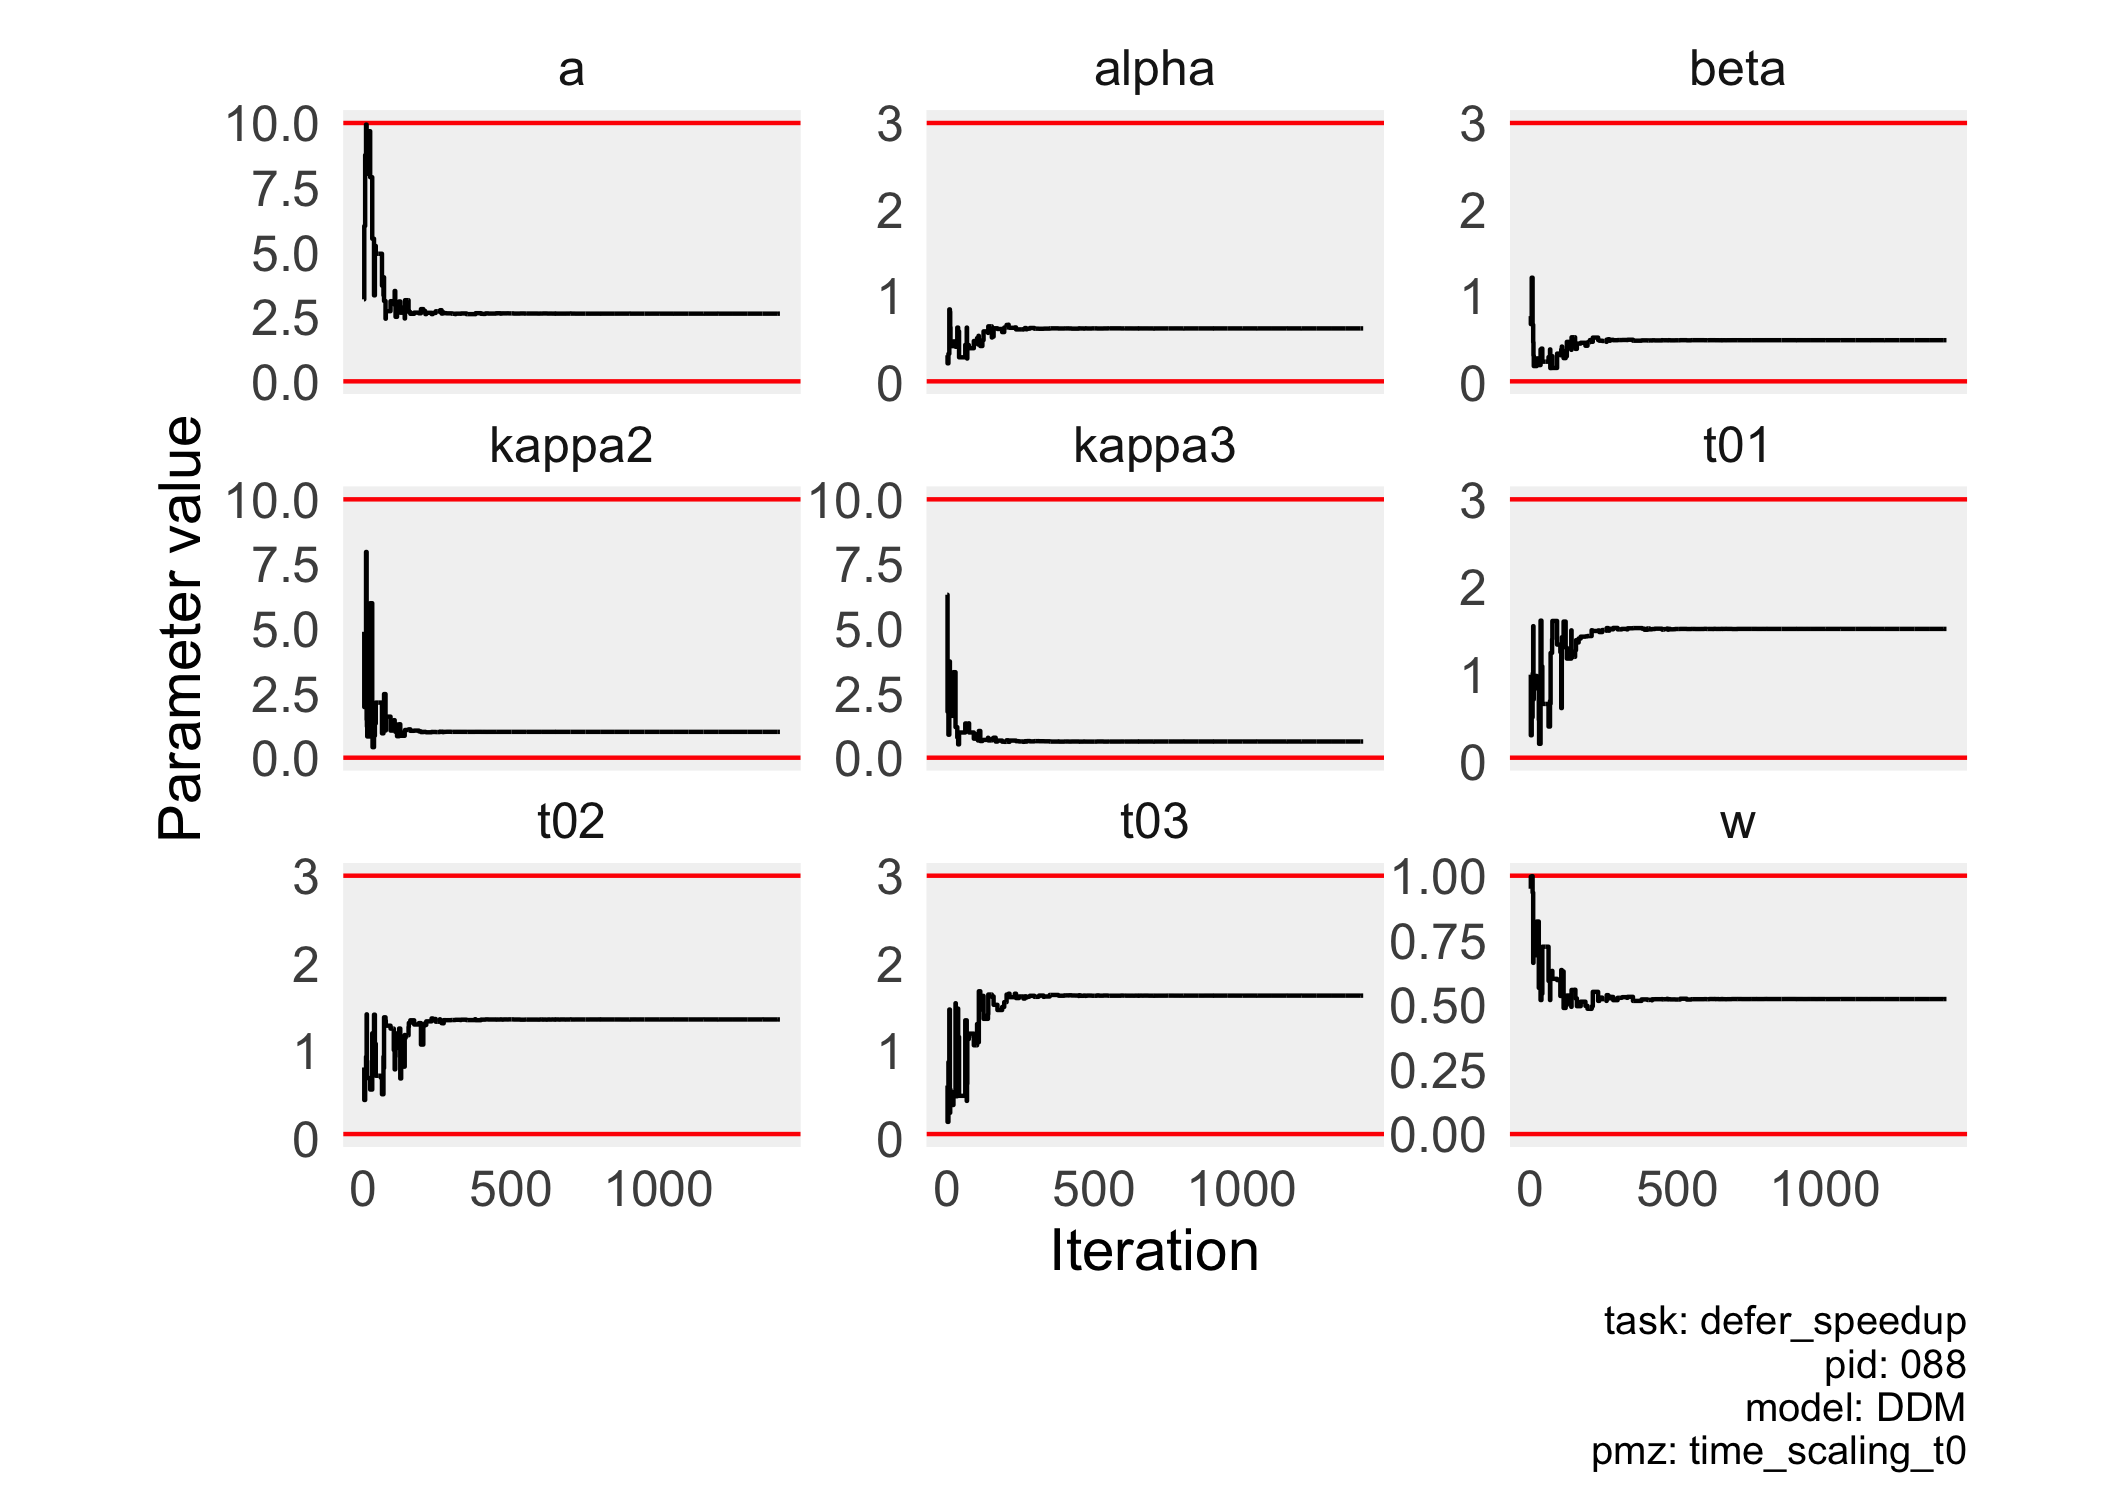 a alpha beta
10.0 3 3
7.5 2 2
5.0 1 1
2.5 0 0
0.0
kappa2 kappa3 t01
10.0 10.0 3
7.5 7.5 2
5.0 5.0 1
2.5 2.5 0
0.0 0.0
t02 t03 w
3 3 1.00
2 2 0.75
1 1 0.50
0 0 0.25
0.00
0 500 1000 0 500 1000 0 500 1000
Parameter value
Iteration
task: defer_speedup
pid: 088
model: DDM
pmz: time_scaling_t0